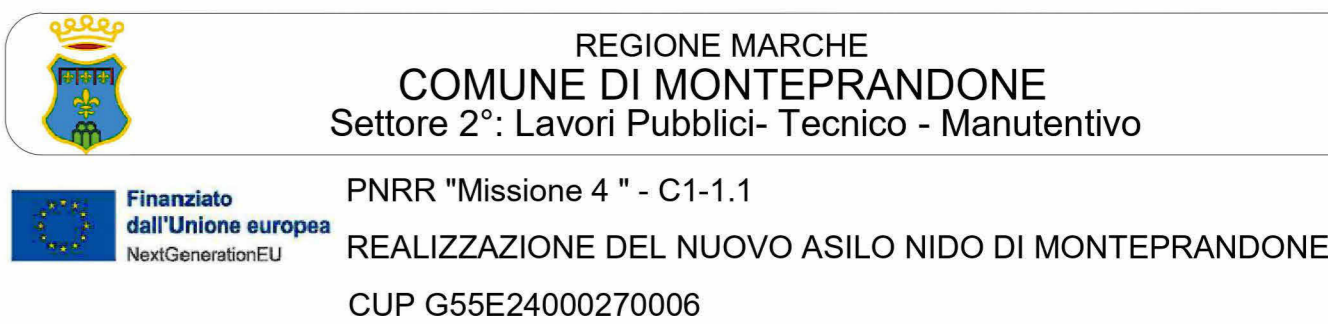 REGIONE MARCHE
COMUNE DI MONTEPRANDONE
Settore 2°: Lavori Pubblici- Tecnico - Manutentivo
Finanziato
dall'Unione europea
NextGenerationEU
PNRR "Missione 4 " - C1-1.1
REALIZZAZIONE DEL NUOVO ASILO NIDO DI MONTEPRANDONE
CUP G55E24000270006